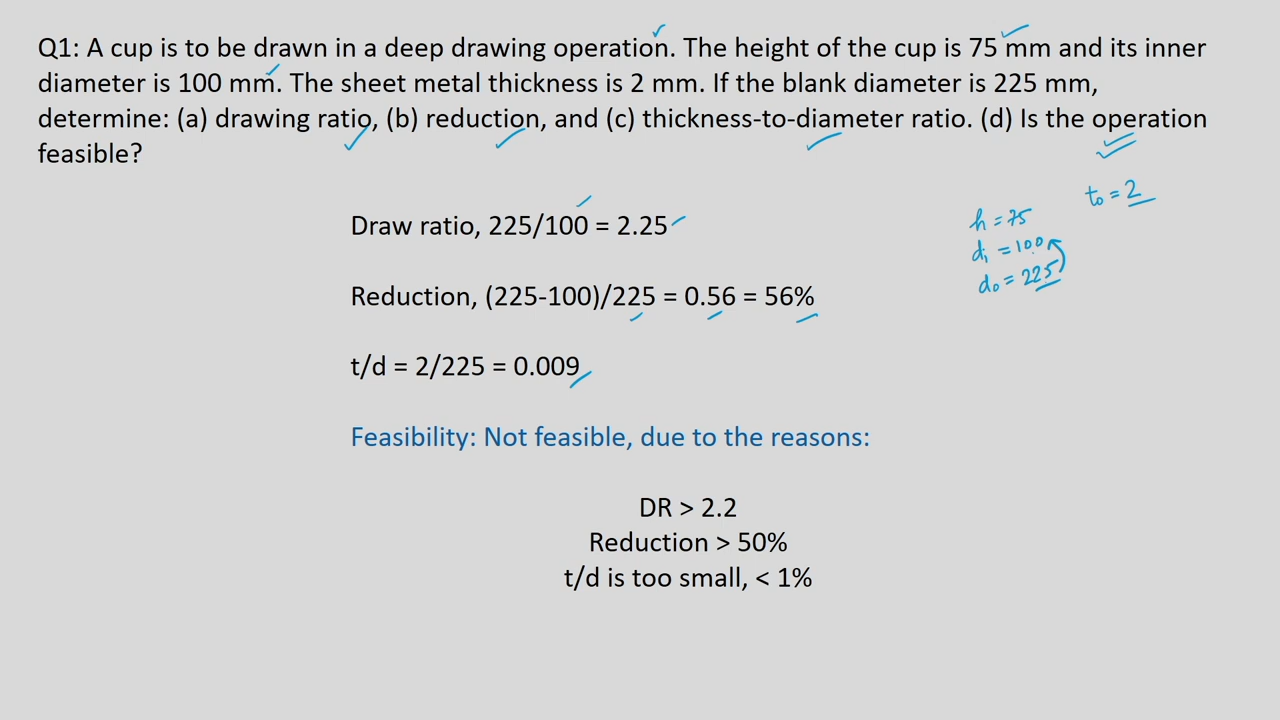 Q1: A cup is to be drawn in a deep drawing operation. The height of the cup is 75 mm and its inner
diameter is 100 mm. The sheet metal thickness is 2 mm. If the blank diameter is 225 mm,
determine: (a) drawing ratio, (b) reduction, and (c) thickness-to-diameter ratio. (d) Is the operation
feasible?
t₀ = 2
h = 75
Draw ratio, 225/100 = 2.25
dᵢ = 100
d₀ = 225
Reduction, (225-100)/225 = 0.56 = 56%
t/d = 2/225 = 0.009
Feasibility: Not feasible, due to the reasons:
DR > 2.2
Reduction > 50%
t/d is too small, < 1%